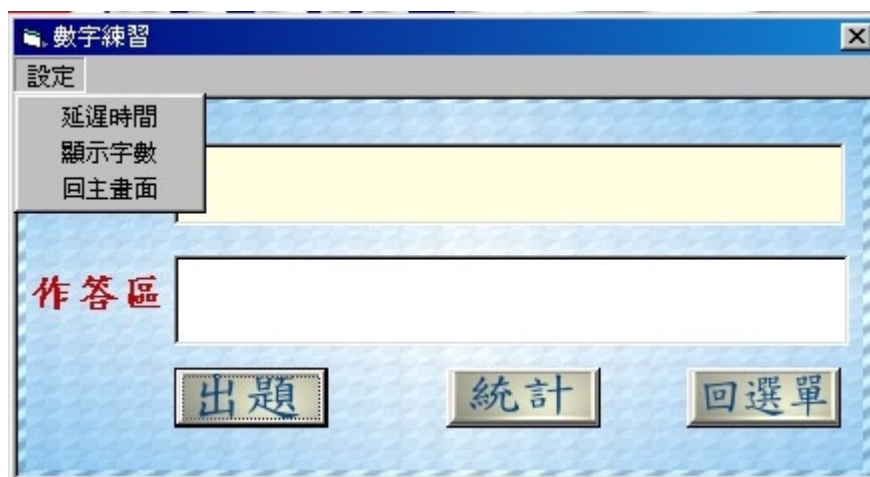 數字練習
設定
延遲時間
顯示字數
回主畫面
作答區
出題 統計 回選單